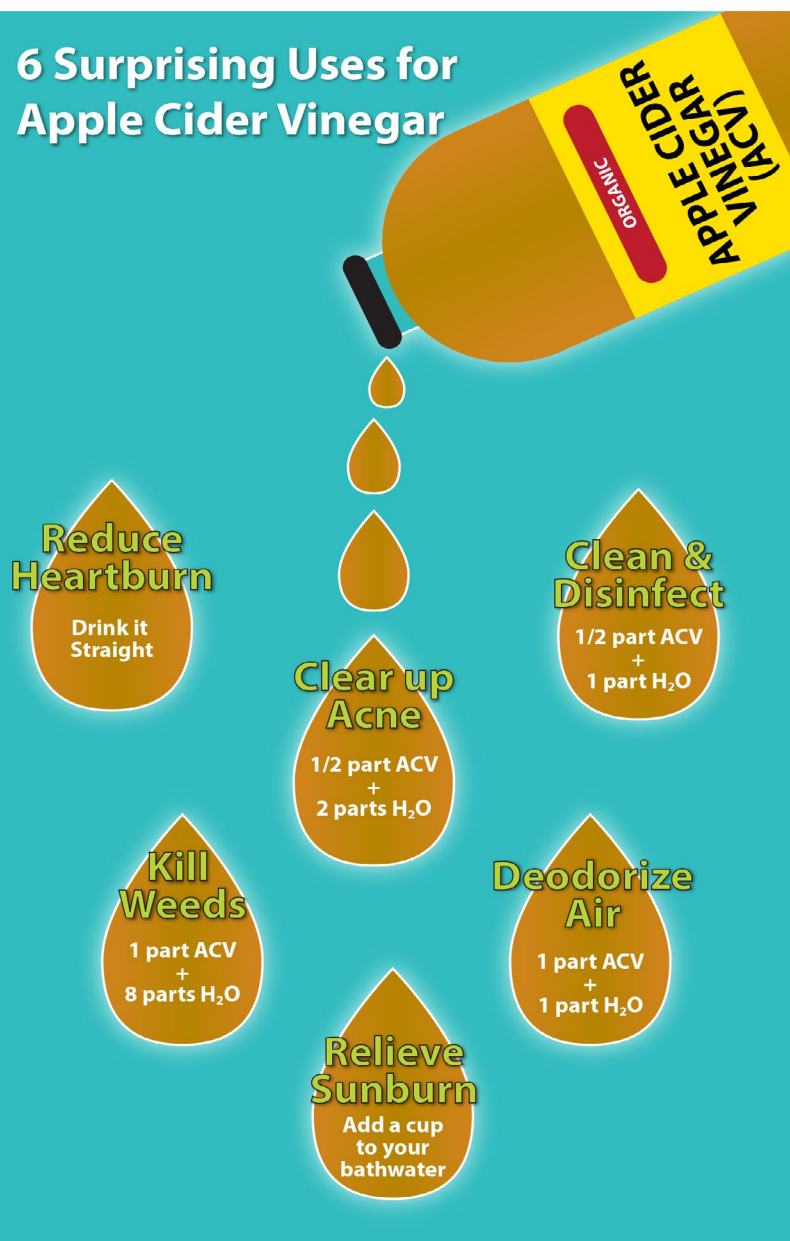 6 Surprising Uses for
Apple Cider Vinegar
ORGANIC
APPLE CIDER
VINEGAR
(ACV)
Reduce
Heartburn
Drink it
Straight
Clean &
Disinfect
1/2 part ACV
+
1 part H₂O
Clear up
Acne
1/2 part ACV
+
2 parts H₂O
Kill
Weeds
1 part ACV
+
8 parts H₂O
Deodorize
Air
1 part ACV
+
1 part H₂O
Relieve
Sunburn
Add a cup
to your
bathwater